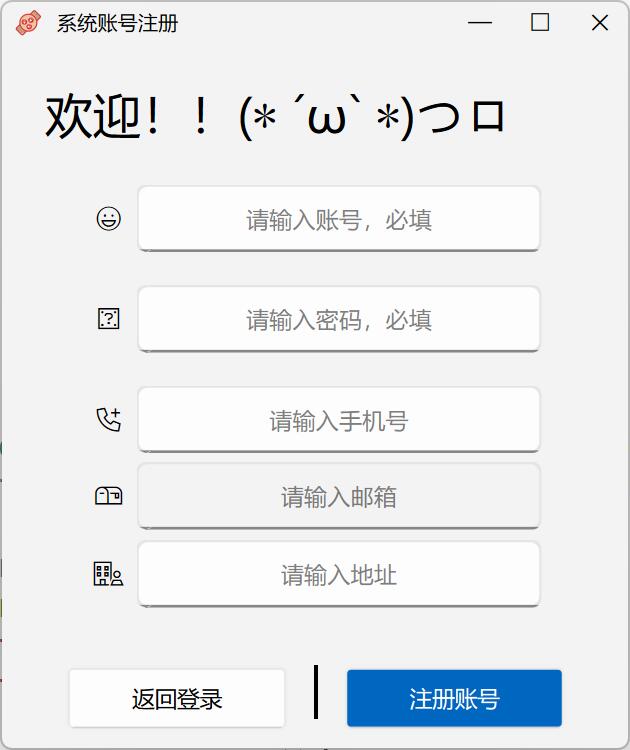 系统账号注册
欢迎！！(* ´ω` *)つロ
请输入账号，必填
请输入密码，必填
请输入手机号
请输入邮箱
请输入地址
返回登录
注册账号